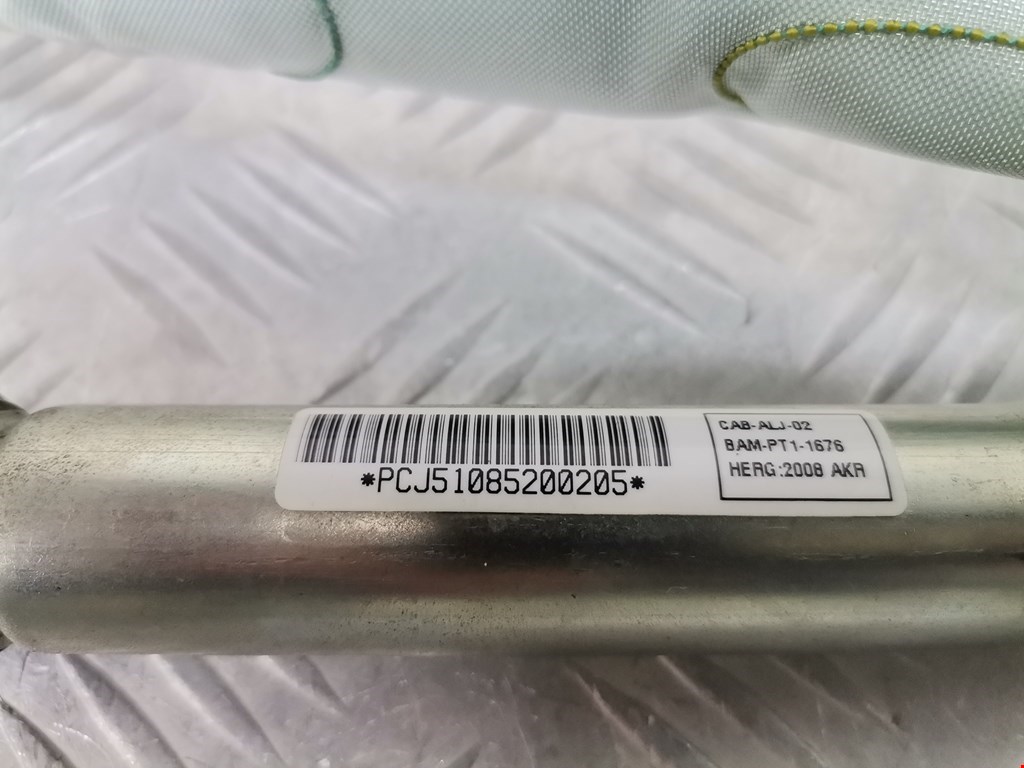 *PCJ51085200205*
CAB-ALJ-02
BAM-PT1-1676
HERG:2008 AKR